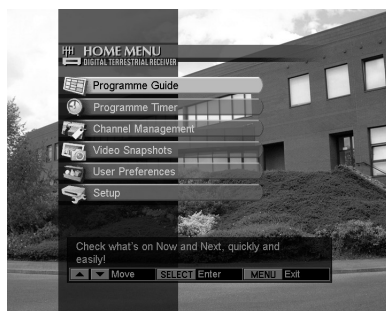 HOME MENU
DIGITAL TERRESTRIAL RECEIVER
Programme Guide
Programme Timer
Channel Management
Video Snapshots
User Preferences
Setup
Check what's on Now and Next, quickly and
easily!
Move SELECT Enter MENU Exit